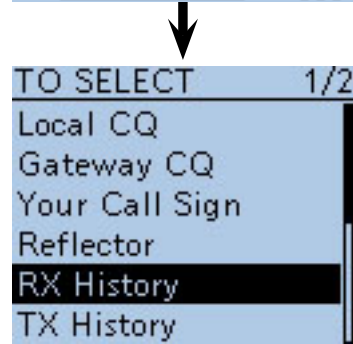 TO SELECT 1/2
Local CQ
Gateway CQ
Your Call Sign
Reflector
RX History
TX History